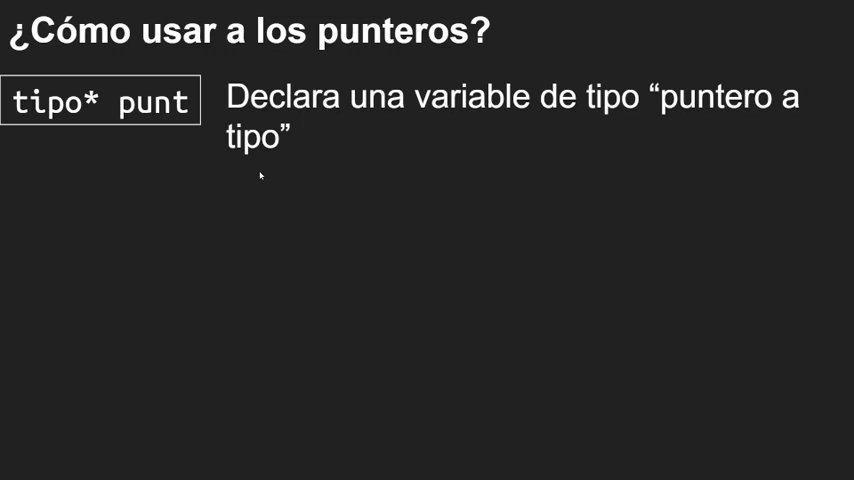 ¿Cómo usar a los punteros?
tipo* punt
Declara una variable de tipo “puntero a
tipo”